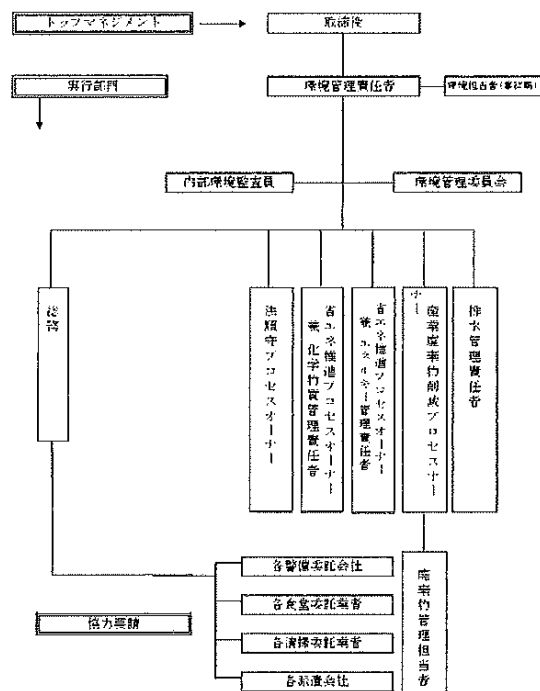 トップマネジメント
取締役
実行部門
環境管理責任者
環境担当者(事務局)
内部環境監査員
環境管理委員会
総務
法順守プロセスオーナー
省エネ推進プロセスオーナー
兼 化学物質管理責任者
省エネ推進プロセスオーナー
兼 エネルギー管理責任者
産業廃棄物削減プロセスオーナー
排水管理責任者
各警備委託会社
各食堂委託業者
各清掃委託業者
各派遣会社
廃棄物管理担当者
協力要請